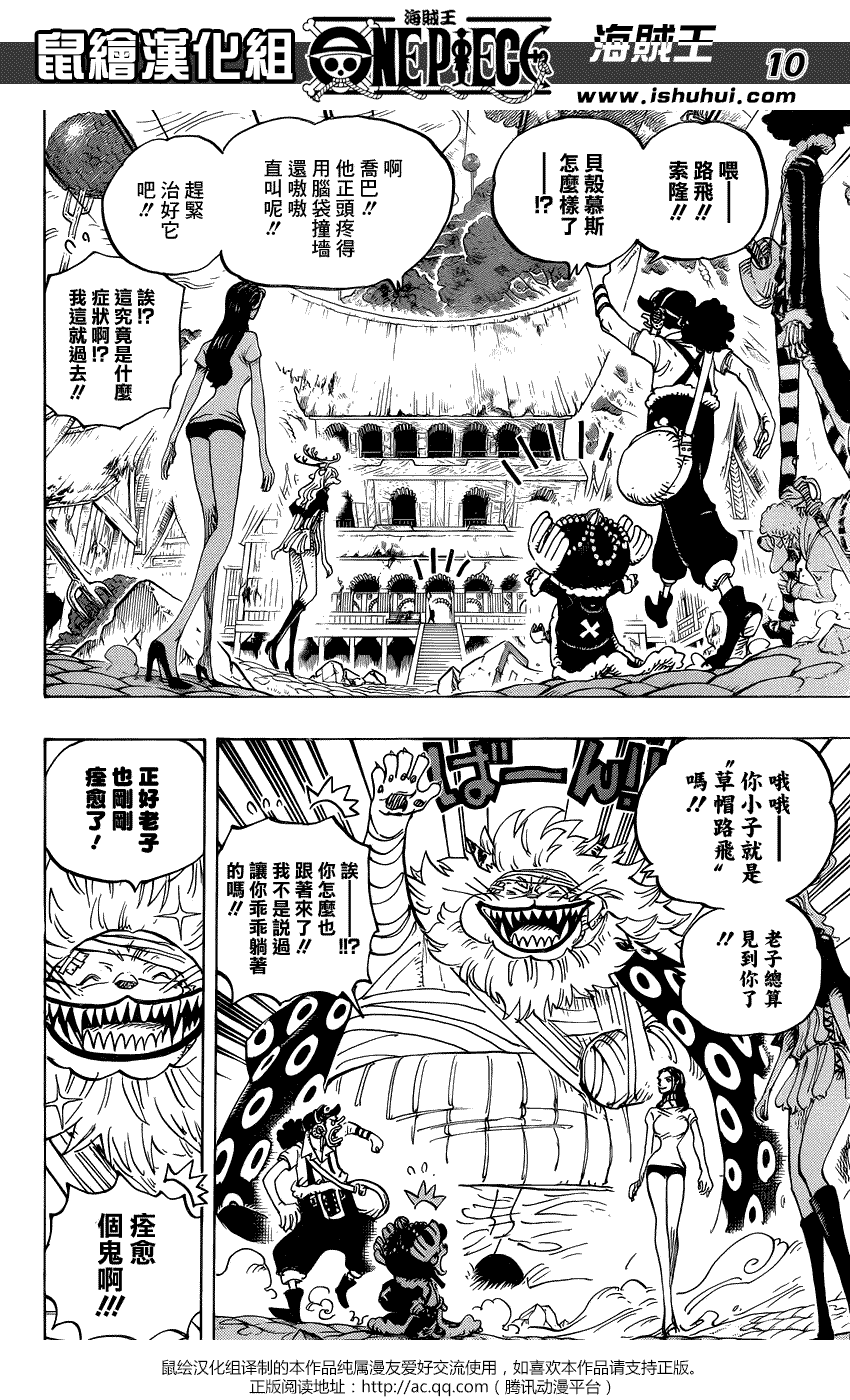 鼠繪漢化組
海賊王
ONE PIECE
海賊王
10
www.ishuhui.com
喂——
路飛!!
索隆!!
貝殼慕斯
怎麼樣了
——!?
啊
喬巴!!
他正頭疼得
用腦袋撞墻
還嗷嗷
直叫呢!!
趕緊
治好它
吧!!
誒!?
這究竟是什麼
症狀啊!?
我這就過去!!
哦哦——
你小子就是
"草帽路飛"
嗎!!
老子總算
見到你了
!!
ばーん!!
誒——!!?
你怎麼也
跟著來了!!
我不是説過
讓你乖乖躺著
的嗎!!
正好老子
也剛剛
痊愈了!
痊愈
個鬼啊!!!
鼠绘汉化组译制的本作品纯属漫友爱好交流使用，如喜欢本作品请支持正版。
正版阅读地址：http://ac.qq.com（腾讯动漫平台）